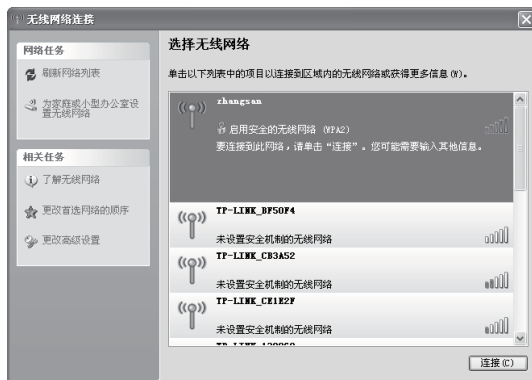 无线网络连接
网络任务
刷新网络列表
为家庭或小型办公室设
置无线网络
相关任务
了解无线网络
更改首选网络的顺序
更改高级设置
选择无线网络
单击以下列表中的项目以连接到区域内的无线网络或获得更多信息(W)。
zhangsan
启用安全的无线网络 (WPA2)
要连接到此网络,请单击“连接”。您可能需要输入其他信息。
TP-LINK_BF50F4
未设置安全机制的无线网络
TP-LINK_CB3A52
未设置安全机制的无线网络
TP-LINK_CE1E2F
未设置安全机制的无线网络
连接(C)